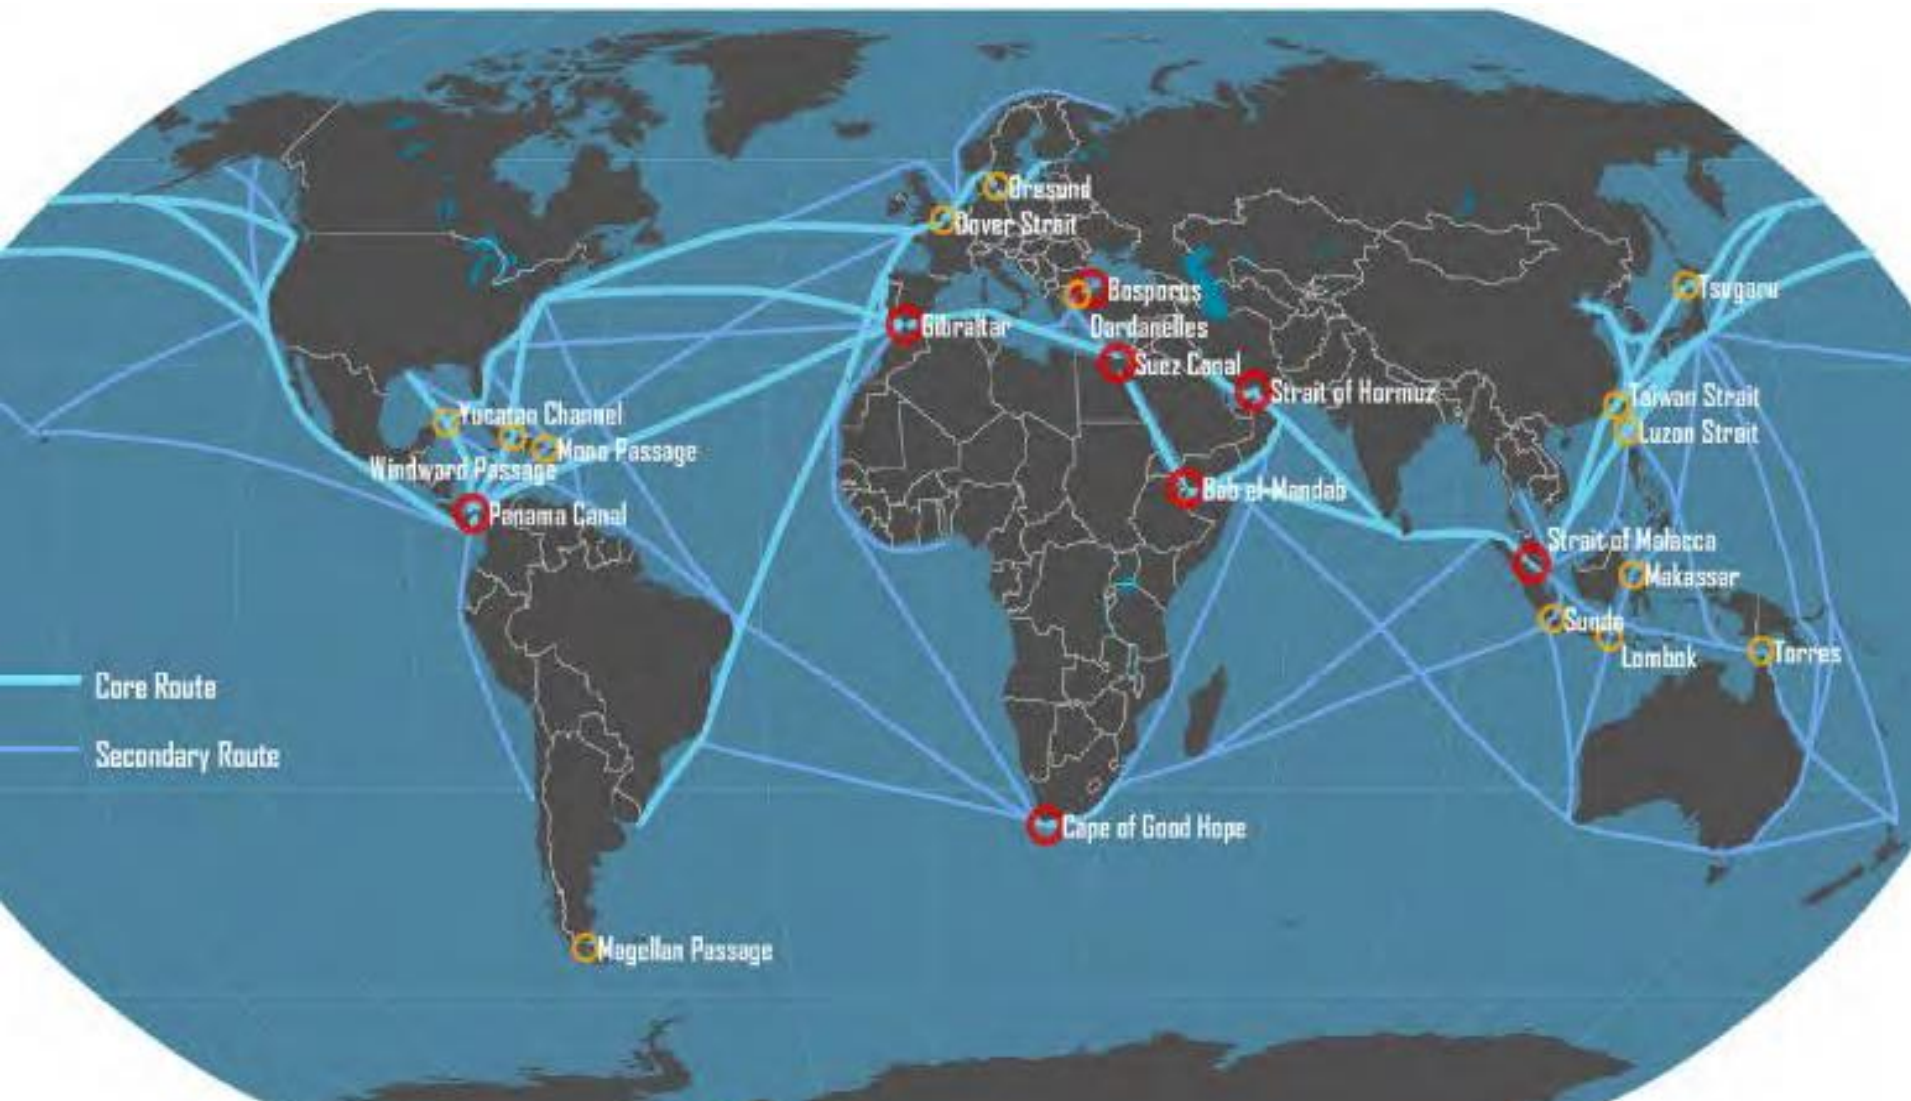 Øresund
Dover Strait
Bosporus
Tsugaru
Gibraltar
Dardanelles
Suez Canal
Strait of Hormuz
Taiwan Strait
Yucatan Channel
Luzon Strait
Mona Passage
Windward Passage
Bab el-Mandab
Panama Canal
Strait of Malacca
Makassar
Sunda
Lombok
Torres
Core Route
Secondary Route
Cape of Good Hope
Magellan Passage